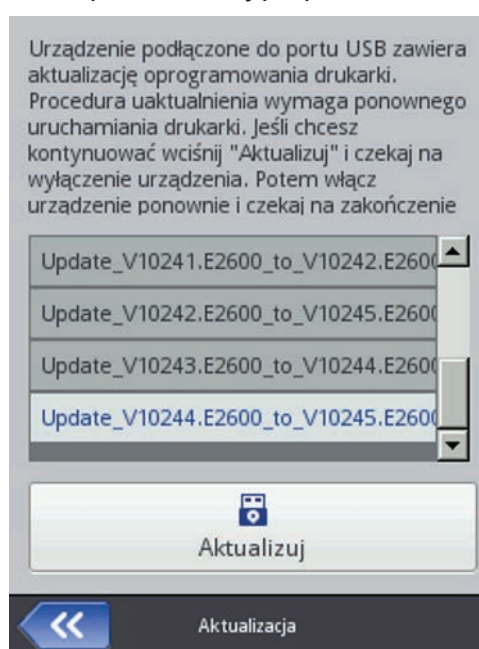 Urządzenie podłączone do portu USB zawiera
aktualizację oprogramowania drukarki.
Procedura uaktualnienia wymaga ponownego
uruchamiania drukarki. Jeśli chcesz
kontynuować wciśnij "Aktualizuj" i czekaj na
wyłączenie urządzenia. Potem włącz
urządzenie ponownie i czekaj na zakończenie
Update_V10241.E2600_to_V10242.E2600
Update_V10242.E2600_to_V10245.E2600
Update_V10243.E2600_to_V10244.E2600
Update_V10244.E2600_to_V10245.E2600
Aktualizuj
Aktualizacja